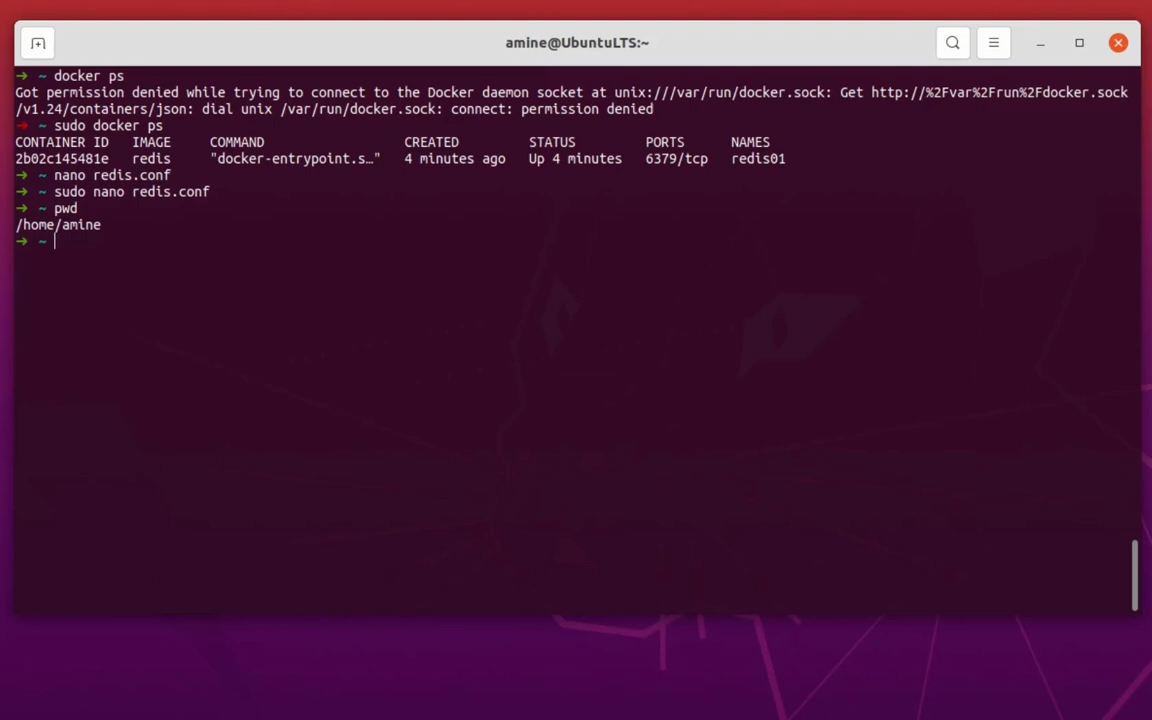 amine@UbuntuLTS:~
➜ ~ docker ps
Got permission denied while trying to connect to the Docker daemon socket at unix:///var/run/docker.sock: Get http://%2Fvar%2Frun%2Fdocker.sock
/v1.24/containers/json: dial unix /var/run/docker.sock: connect: permission denied
➜ ~ sudo docker ps
CONTAINER ID IMAGE COMMAND CREATED STATUS PORTS NAMES
2b02c145481e redis "docker-entrypoint.s…" 4 minutes ago Up 4 minutes 6379/tcp redis01
➜ ~ nano redis.conf
➜ ~ sudo nano redis.conf
➜ ~ pwd
/home/amine
➜ ~